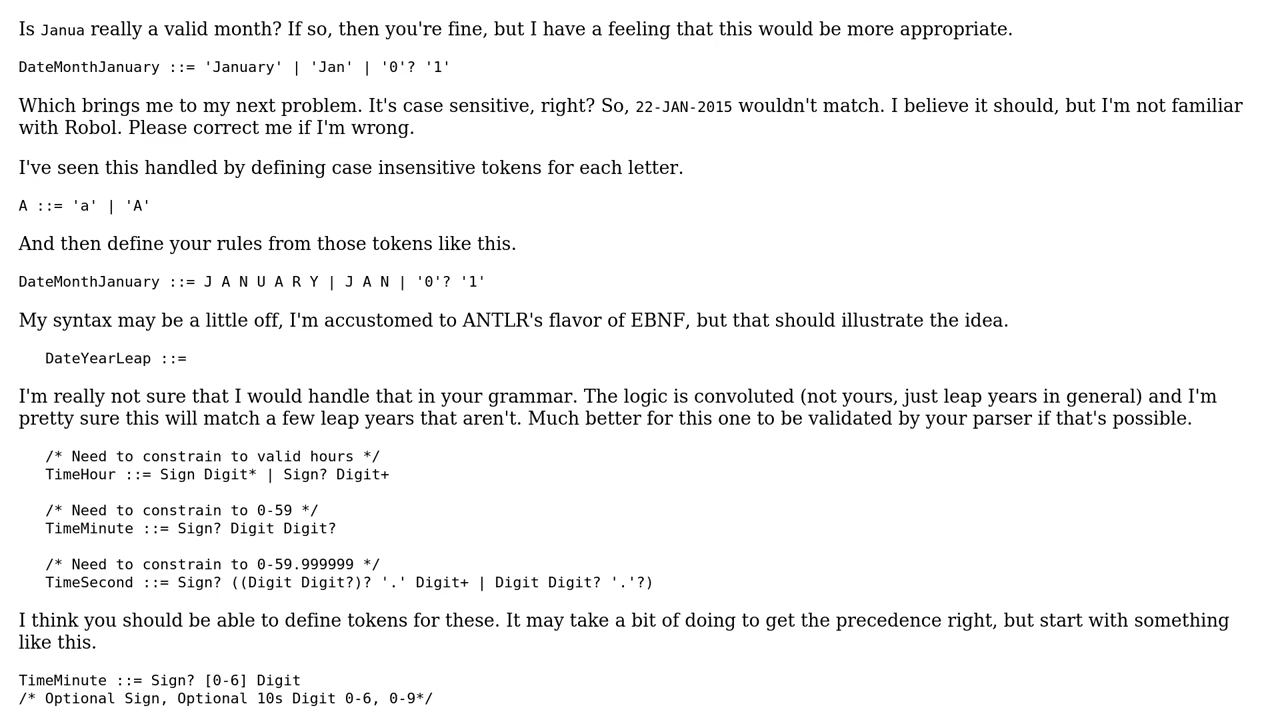 Is Janua really a valid month? If so, then you're fine, but I have a feeling that this would be more appropriate.
DateMonthJanuary ::= 'January' | 'Jan' | '0'? '1'
Which brings me to my next problem. It's case sensitive, right? So, 22-JAN-2015 wouldn't match. I believe it should, but I'm not familiar
with Robol. Please correct me if I'm wrong.
I've seen this handled by defining case insensitive tokens for each letter.
A ::= 'a' | 'A'
And then define your rules from those tokens like this.
DateMonthJanuary ::= J A N U A R Y | J A N | '0'? '1'
My syntax may be a little off, I'm accustomed to ANTLR's flavor of EBNF, but that should illustrate the idea.
DateYearLeap ::=
I'm really not sure that I would handle that in your grammar. The logic is convoluted (not yours, just leap years in general) and I'm
pretty sure this will match a few leap years that aren't. Much better for this one to be validated by your parser if that's possible.
/* Need to constrain to valid hours */
TimeHour ::= Sign Digit* | Sign? Digit+
/* Need to constrain to 0-59 */
TimeMinute ::= Sign? Digit Digit?
/* Need to constrain to 0-59.999999 */
TimeSecond ::= Sign? ((Digit Digit?)? '.' Digit+ | Digit Digit? '.'?)
I think you should be able to define tokens for these. It may take a bit of doing to get the precedence right, but start with something
like this.
TimeMinute ::= Sign? [0-6] Digit
/* Optional Sign, Optional 10s Digit 0-6, 0-9*/